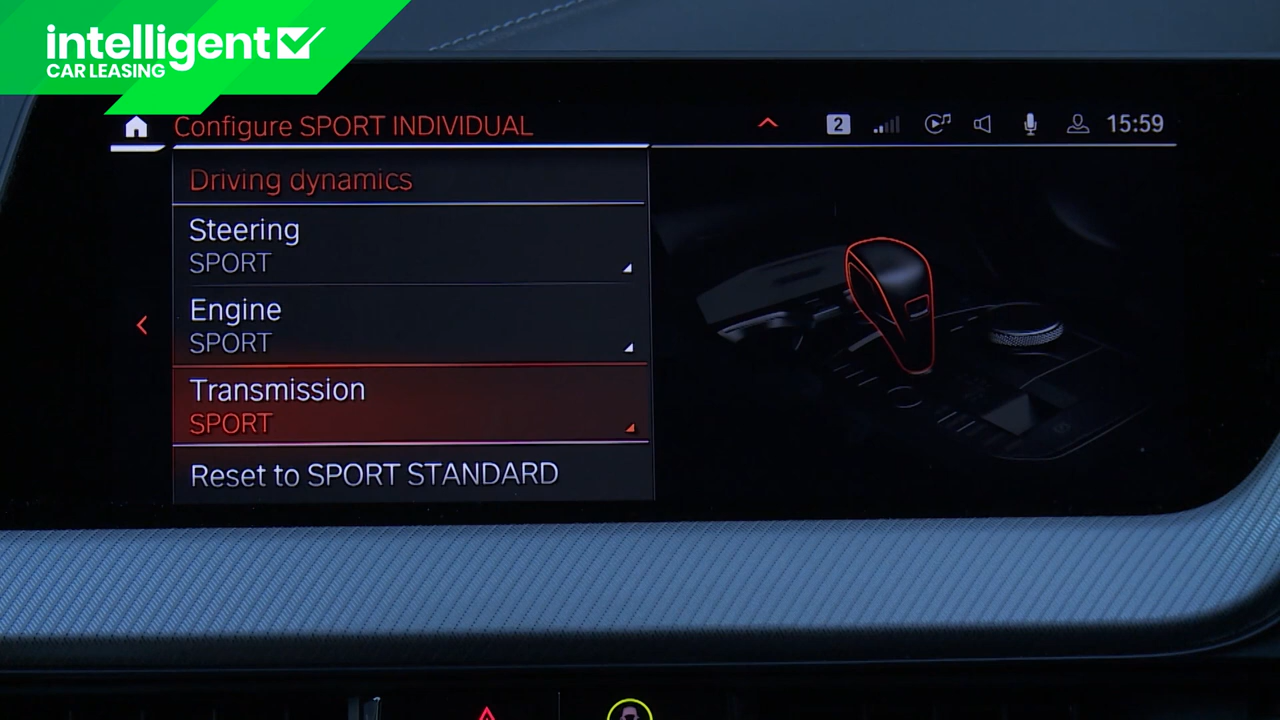 intelligent
CAR LEASING
Configure SPORT INDIVIDUAL
2
15:59
Driving dynamics
Steering
SPORT
Engine
SPORT
Transmission
SPORT
Reset to SPORT STANDARD